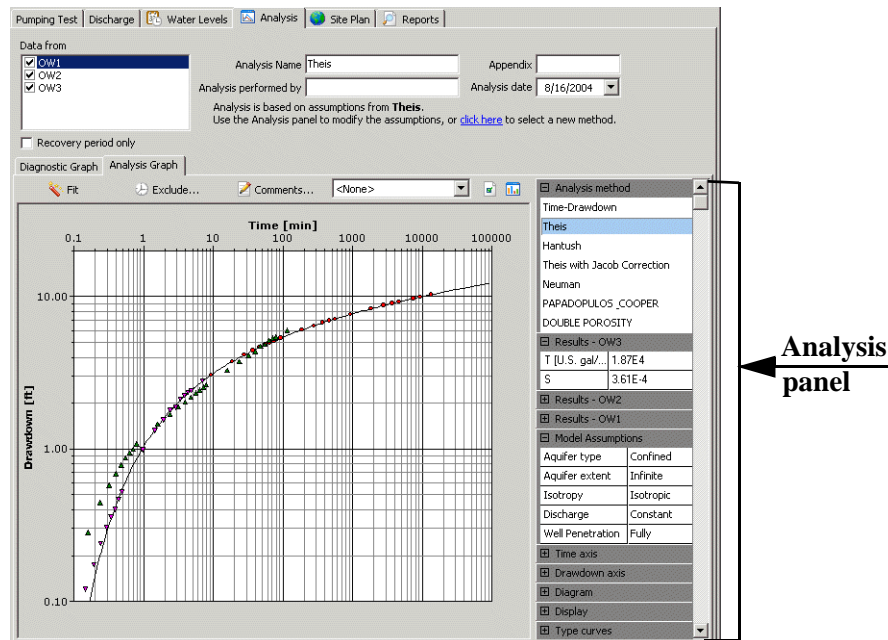 Pumping Test Discharge Water Levels Analysis Site Plan Reports
Data from
OW1
OW2
OW3
Recovery period only
Analysis Name Theis Appendix
Analysis performed by Analysis date 8/16/2004
Analysis is based on assumptions from Theis.
Use the Analysis panel to modify the assumptions, or click here to select a new method.
Diagnostic Graph Analysis Graph
Fit Exclude... Comments... <None>
Time [min]
0.1 1 10 100 1000 10000 100000
10.00
1.00
0.10
Drawdown [ft]
Analysis method
Time-Drawdown
Theis
Hantush
Theis with Jacob Correction
Neuman
PAPADOPULOS _COOPER
DOUBLE POROSITY
Results - OW3
T [U.S. gal/... 1.87E4
S 3.61E-4
Results - OW2
Results - OW1
Model Assumptions
Aquifer type Confined
Aquifer extent Infinite
Isotropy Isotropic
Discharge Constant
Well Penetration Fully
Time axis
Drawdown axis
Diagram
Display
Type curves
Analysis
panel